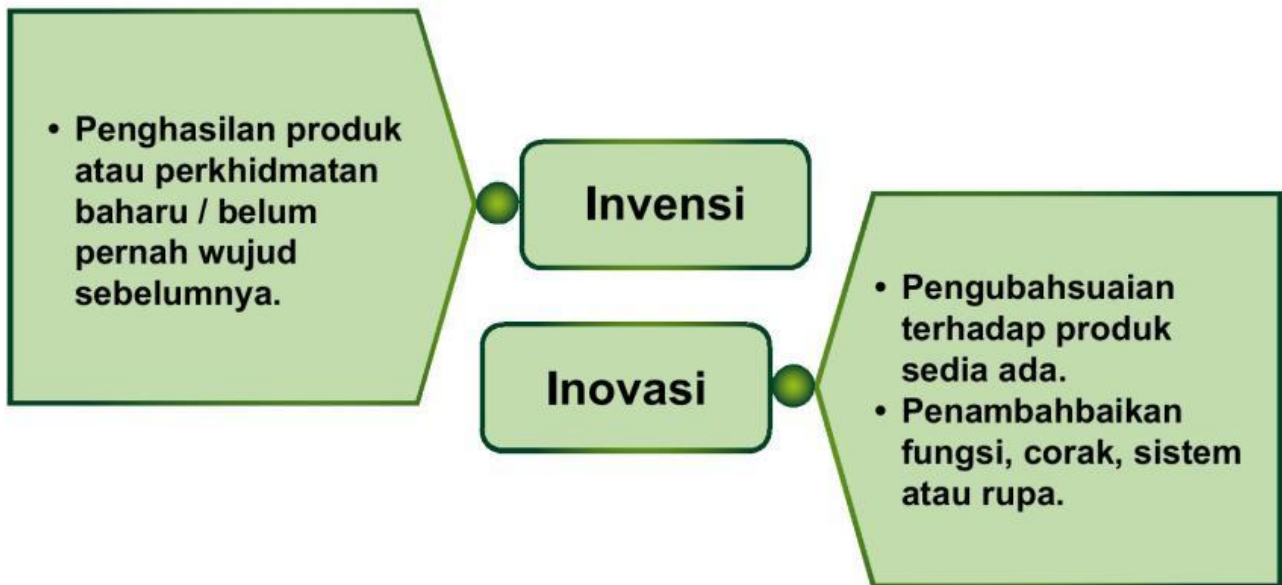 • Penghasilan produk
atau perkhidmatan
baharu / belum
pernah wujud
sebelumnya.
Invensi
Inovasi
• Pengubahsuaian
terhadap produk
sedia ada.
• Penambahbaikan
fungsi, corak, sistem
atau rupa.